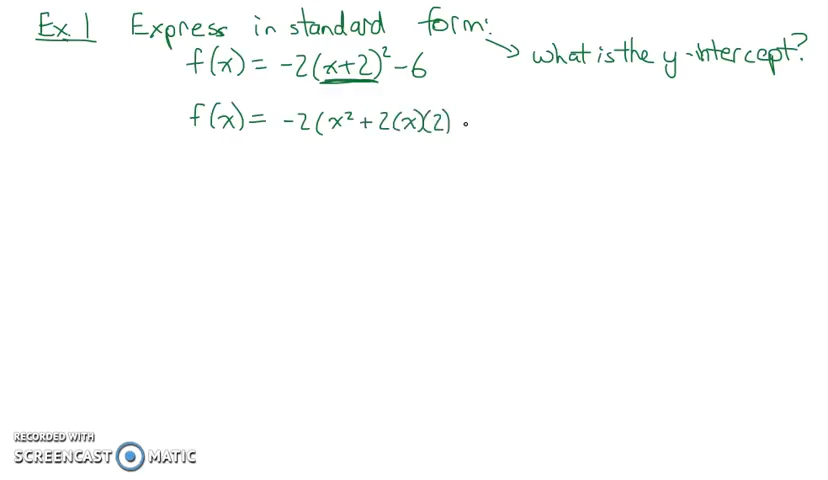 Ex. 1 Express in standard form:
f(x) = -2(x+2)² - 6 → what is the y-intercept?
f(x) = -2(x² + 2(x)(2)
RECORDED WITH
SCREENCAST MATIC